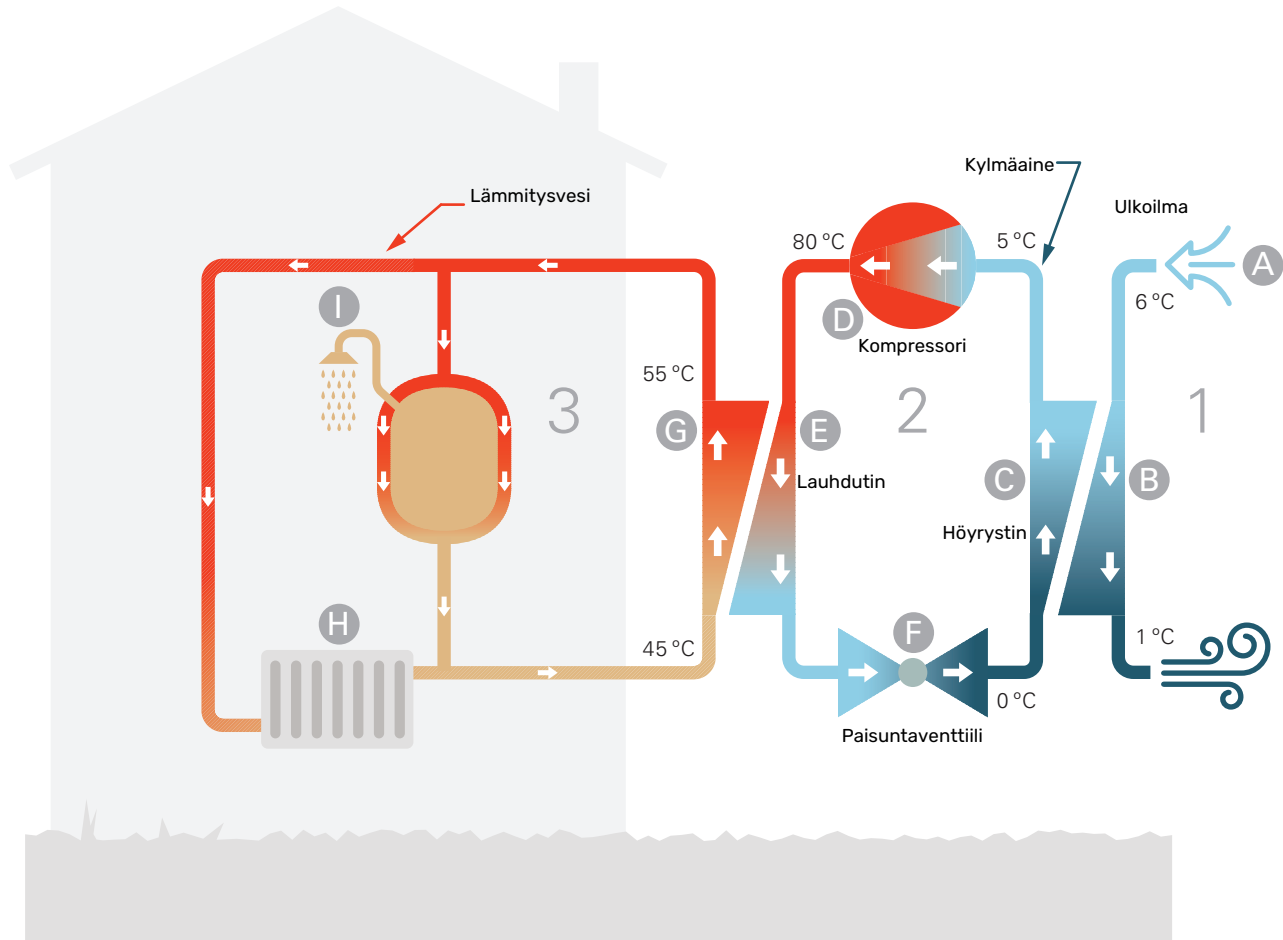 Kylmäaine
Lämmitysvesi
Ulkoilma
80 °C
5 °C
A
I
6 °C
D
Kompressori
55 °C
3
2
1
G
E
Lauhdutin
C
B
Höyrystin
H
F
45 °C
1 °C
0 °C
Paisuntaventtiili